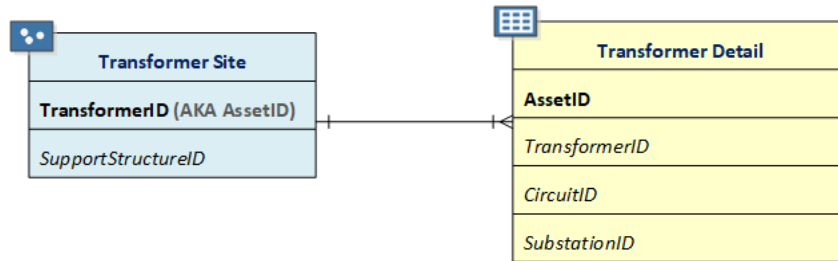 Transformer Site
TransformerID (AKA AssetID)
SupportStructureID
Transformer Detail
AssetID
TransformerID
CircuitID
SubstationID